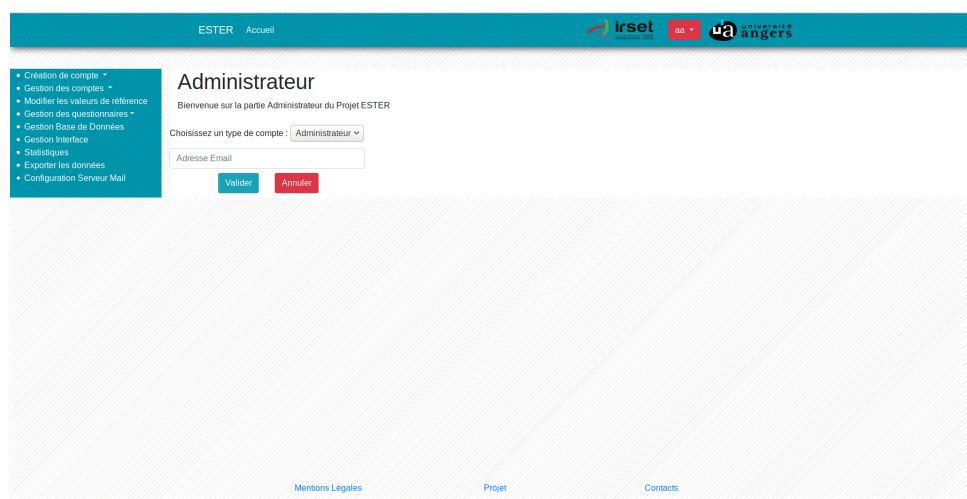 ESTER Accueil
irset
aa
ua université angers
Création de compte
Gestion des comptes
Modifier les valeurs de référence
Gestion des questionnaires
Gestion Base de Données
Gestion Interface
Statistiques
Exporter les données
Configuration Serveur Mail
Administrateur
Bienvenue sur la partie Administrateur du Projet ESTER
Choisissez un type de compte : Administrateur
Adresse Email
Valider Annuler
Mentions Légales Projet Contacts